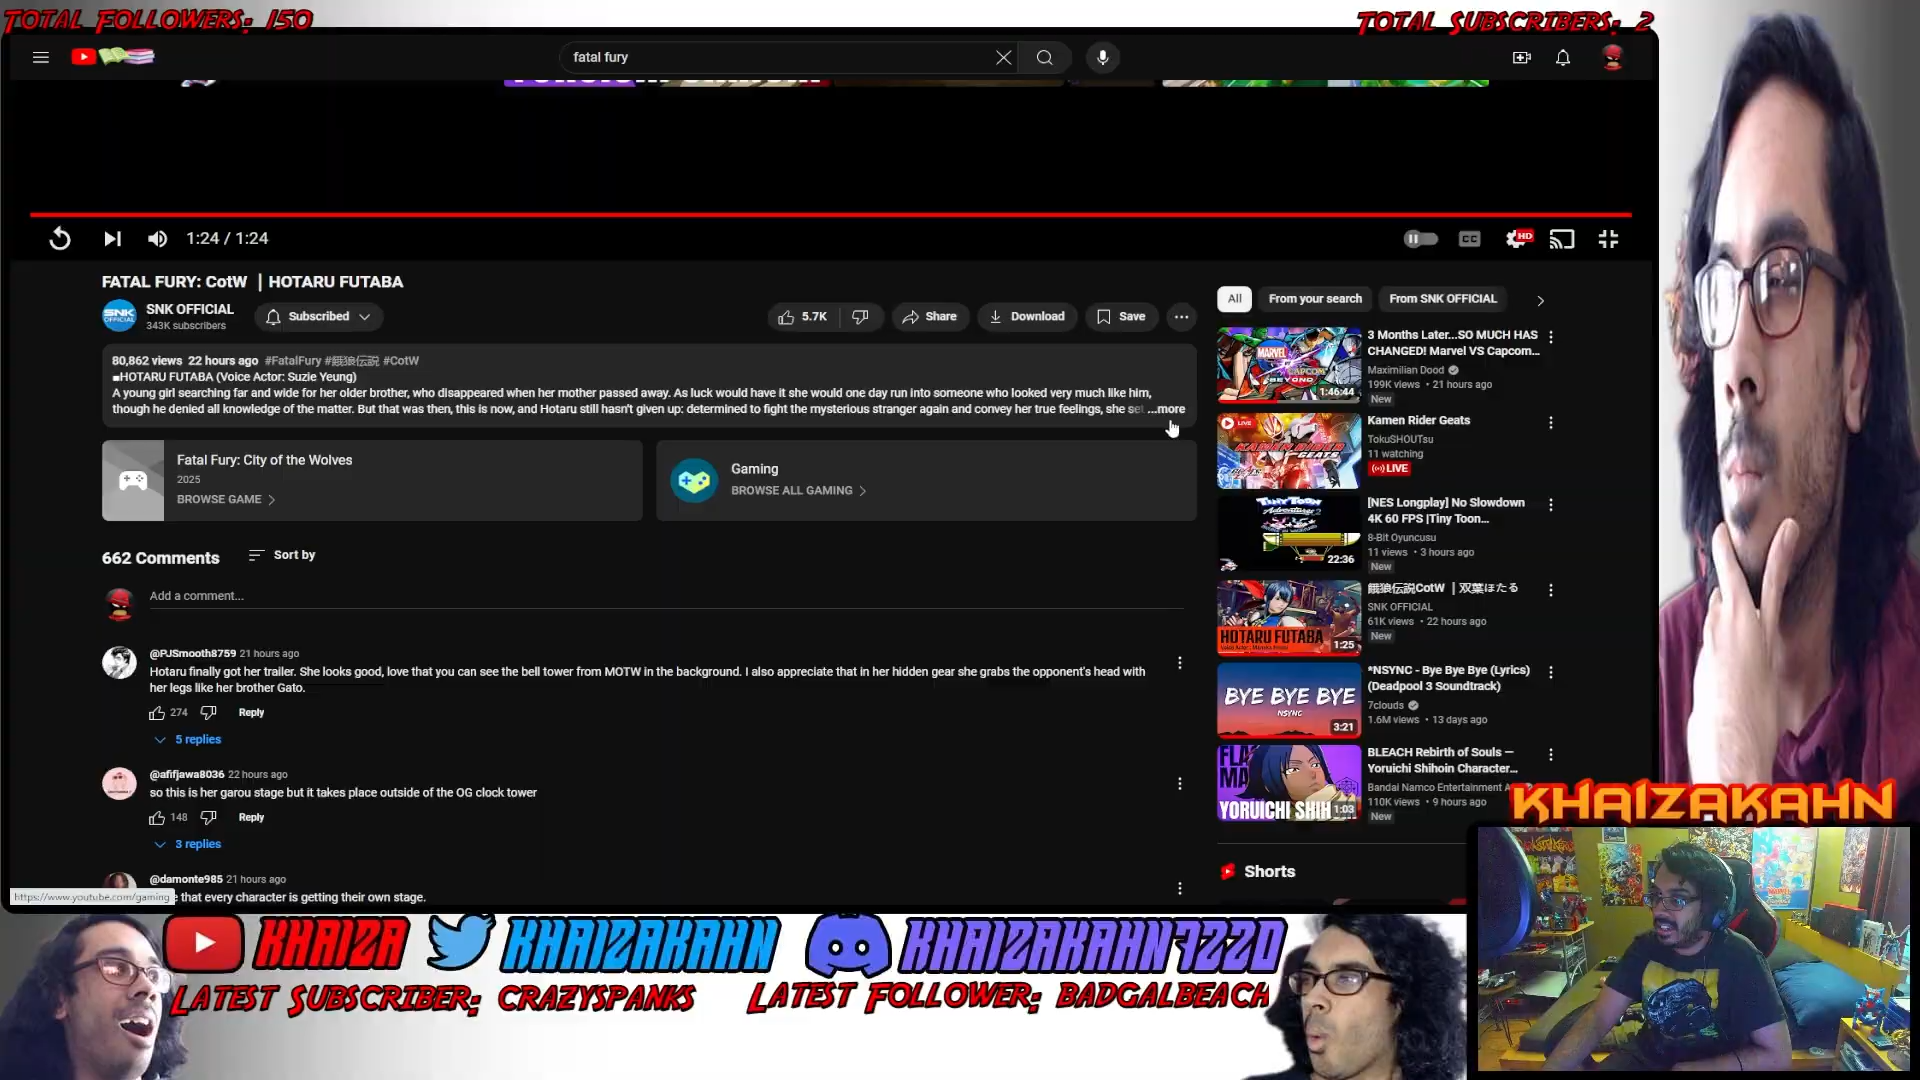 TOTAL FOLLOWERS: 150
TOTAL SUBSCRIBERS: 2
fatal fury
1:24 / 1:24
CC
HD
FATAL FURY: CotW ｜HOTARU FUTABA
SNK OFFICIAL
343K subscribers
Subscribed
5.7K
Share
Download
Save
80,862 views 22 hours ago #FatalFury #餓狼伝説 #CotW
■HOTARU FUTABA (Voice Actor: Suzie Yeung)
A young girl searching far and wide for her older brother, who disappeared when her mother passed away. As luck would have it she would one day run into someone who looked very much like him,
though he denied all knowledge of the matter. But that was then, this is now, and Hotaru still hasn't given up: determined to fight the mysterious stranger again and convey her true feelings, she set ...more
Fatal Fury: City of the Wolves
2025
BROWSE GAME
Gaming
BROWSE ALL GAMING
662 Comments
Sort by
Add a comment...
@PJSmooth8759 21 hours ago
Hotaru finally got her trailer. She looks good, love that you can see the bell tower from MOTW in the background. I also appreciate that in her hidden gear she grabs the opponent's head with
her legs like her brother Gato.
274
Reply
5 replies
@afifjawa8036 22 hours ago
so this is her garou stage but it takes place outside of the OG clock tower
148
Reply
3 replies
@damonte985 21 hours ago
that every character is getting their own stage.
https://www.youtube.com/gaming
All
From your search
From SNK OFFICIAL
3 Months Later...SO MUCH HAS
CHANGED! Marvel VS Capcom...
Maximilian Dood
199K views • 21 hours ago
New
MARVEL
CAPCOM
BEYOND
1:46:44
Kamen Rider Geats
TokuSHOUTsu
11 watching
LIVE
LIVE
KAMEN RIDER
GEATS
[NES Longplay] No Slowdown
4K 60 FPS |Tiny Toon...
8-Bit Oyuncusu
11 views • 3 hours ago
New
TINY TOON
ADVENTURES 2
22:36
餓狼伝説CotW ｜双葉ほたる
SNK OFFICIAL
61K views • 22 hours ago
New
HOTARU FUTABA
1:25
*NSYNC - Bye Bye Bye (Lyrics)
(Deadpool 3 Soundtrack)
7clouds
1.6M views • 13 days ago
BYE BYE BYE
NSYNC
3:21
BLEACH Rebirth of Souls —
Yoruichi Shihoin Character...
Bandai Namco Entertainment A
110K views • 9 hours ago
New
YORUICHI SHIH
1:03
Shorts
KHAIZAKAHN
KHAIZA
KHAIZAKAHN
KHAIZAKAHN7220
LATEST SUBSCRIBER: CRAZYSPANKS
LATEST FOLLOWER: BADGALBEACH